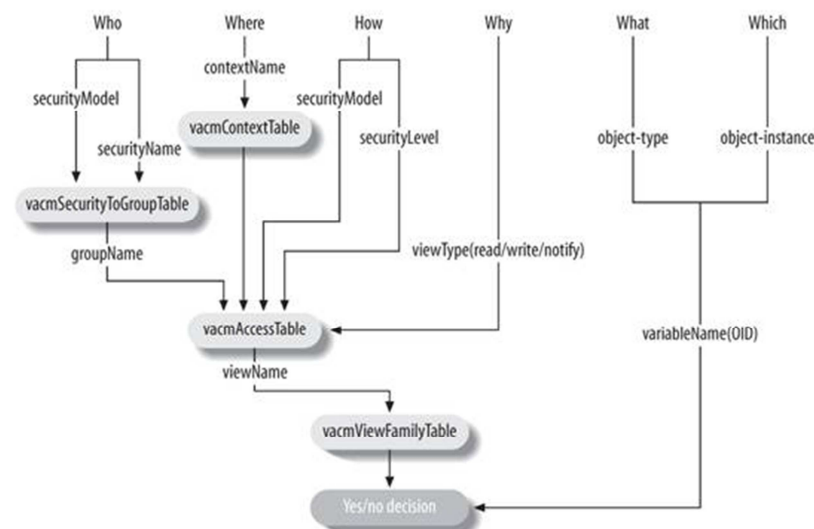 Who Where How Why What Which
contextName
securityModel securityModel
vacmContextTable
securityLevel object-type object-instance
securityName
vacmSecurityToGroupTable
groupName viewType(read/write/notify)
vacmAccessTable variableName(OID)
viewName
vacmViewFamilyTable
Yes/no decision